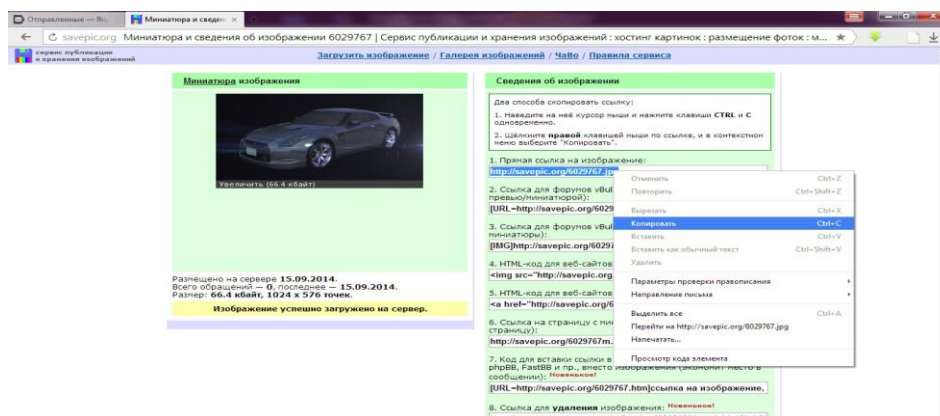 Отправленные — Ян
Миниатюра и сведен
savepic.org Миниатюра и сведения об изображении 6029767 | Сервис публикации и хранения изображений : хостинг картинок : размещение фоток : м...
сервис публикации
и хранения изображений
Загрузить изображение / Галерея изображений / ЧаВо / Правила сервиса
Миниатюра изображения
Увеличить (66.4 кбайт)
Размещено на сервере 15.09.2014.
Всего обращений — 0, последнее — 15.09.2014.
Размер: 66.4 кбайт, 1024 x 576 точек.
Изображение успешно загружено на сервер.
Сведения об изображении
Два способа скопировать ссылку:
1. Наведите на неё курсор мыши и нажмите клавиши CTRL и C
одновременно.
2. Щёлкните правой клавишей мыши по ссылке, и в контекстном
меню выберите "Копировать".
1. Прямая ссылка на изображение:
http://savepic.org/6029767.jp
2. Ссылка для форумов vBul
превью/миниатюрой):
[URL=http://savepic.org/6029
3. Ссылка для форумов vBul
миниатюры):
[IMG]http://savepic.org/60297
4. HTML-код для веб-сайтов
<img src="http://savepic.org
5. HTML-код для веб-сайтов
<a href="http://savepic.org/6
6. Ссылка на страницу с мин
страницу):
http://savepic.org/6029767m.
7. Код для вставки ссылки в
phpBB, FastBB и пр., вместо изображения (экономит место в
сообщении): Новенькое!
[URL=http://savepic.org/6029767.htm]ссылка на изображение,
8. Ссылка для удаления изображения: Новенькое!
Отменить Ctrl+Z
Повторить Ctrl+Shift+Z
Вырезать Ctrl+X
Копировать Ctrl+C
Вставить Ctrl+V
Вставить как обычный текст Ctrl+Shift+V
Удалить
Параметры проверки правописания
Направление письма
Выделить все Ctrl+A
Перейти на http://savepic.org/6029767.jpg
Напечатать...
Просмотр кода элемента